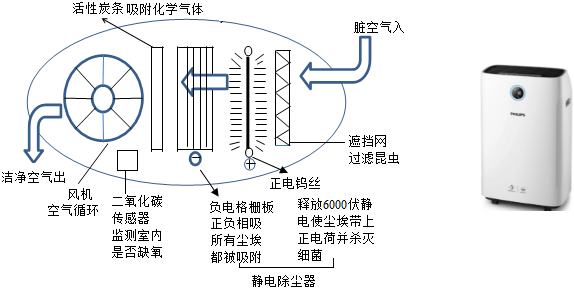 活性炭条 吸附化学气体
脏空气入
洁净空气出
风机
空气循环
二氧化碳
传感器
监测室内
是否缺氧
负电格栅板
正负相吸
所有尘埃
都被吸附
正电钨丝
释放6000伏静
电使尘埃带上
正电荷并杀灭
细菌
遮挡网
过滤昆虫
静电除尘器
PHILIPS